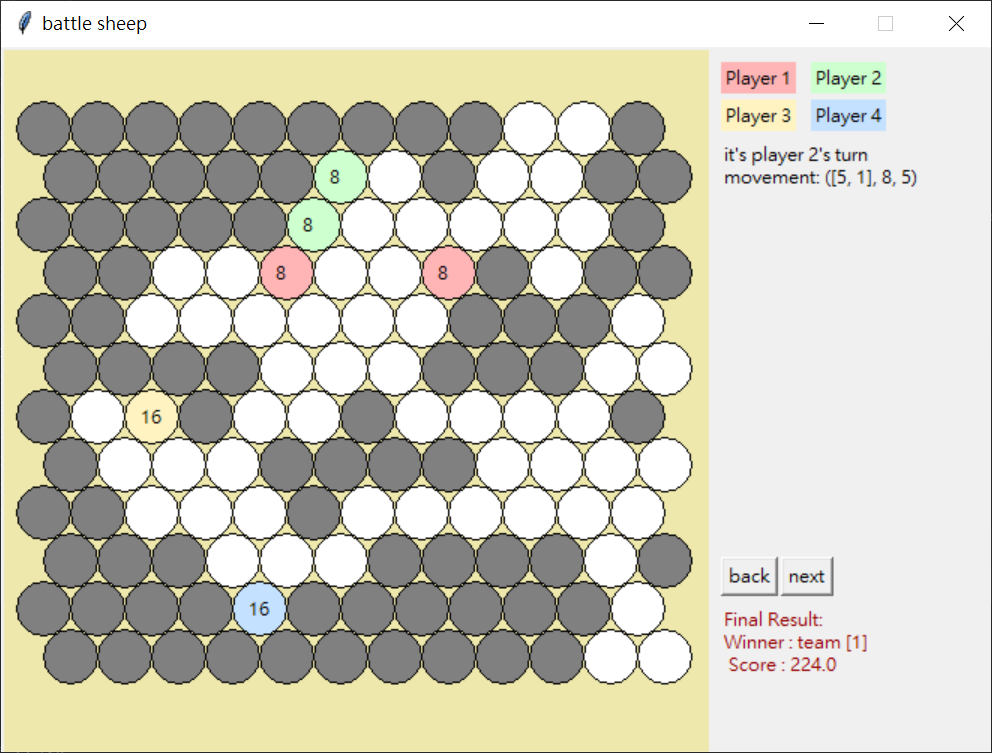 battle sheep
Player 1 Player 2
Player 3 Player 4
it's player 2's turn
movement: ([5, 1], 8, 5)
8
8
8 8
16
16
back next
Final Result:
Winner : team [1]
Score : 224.0